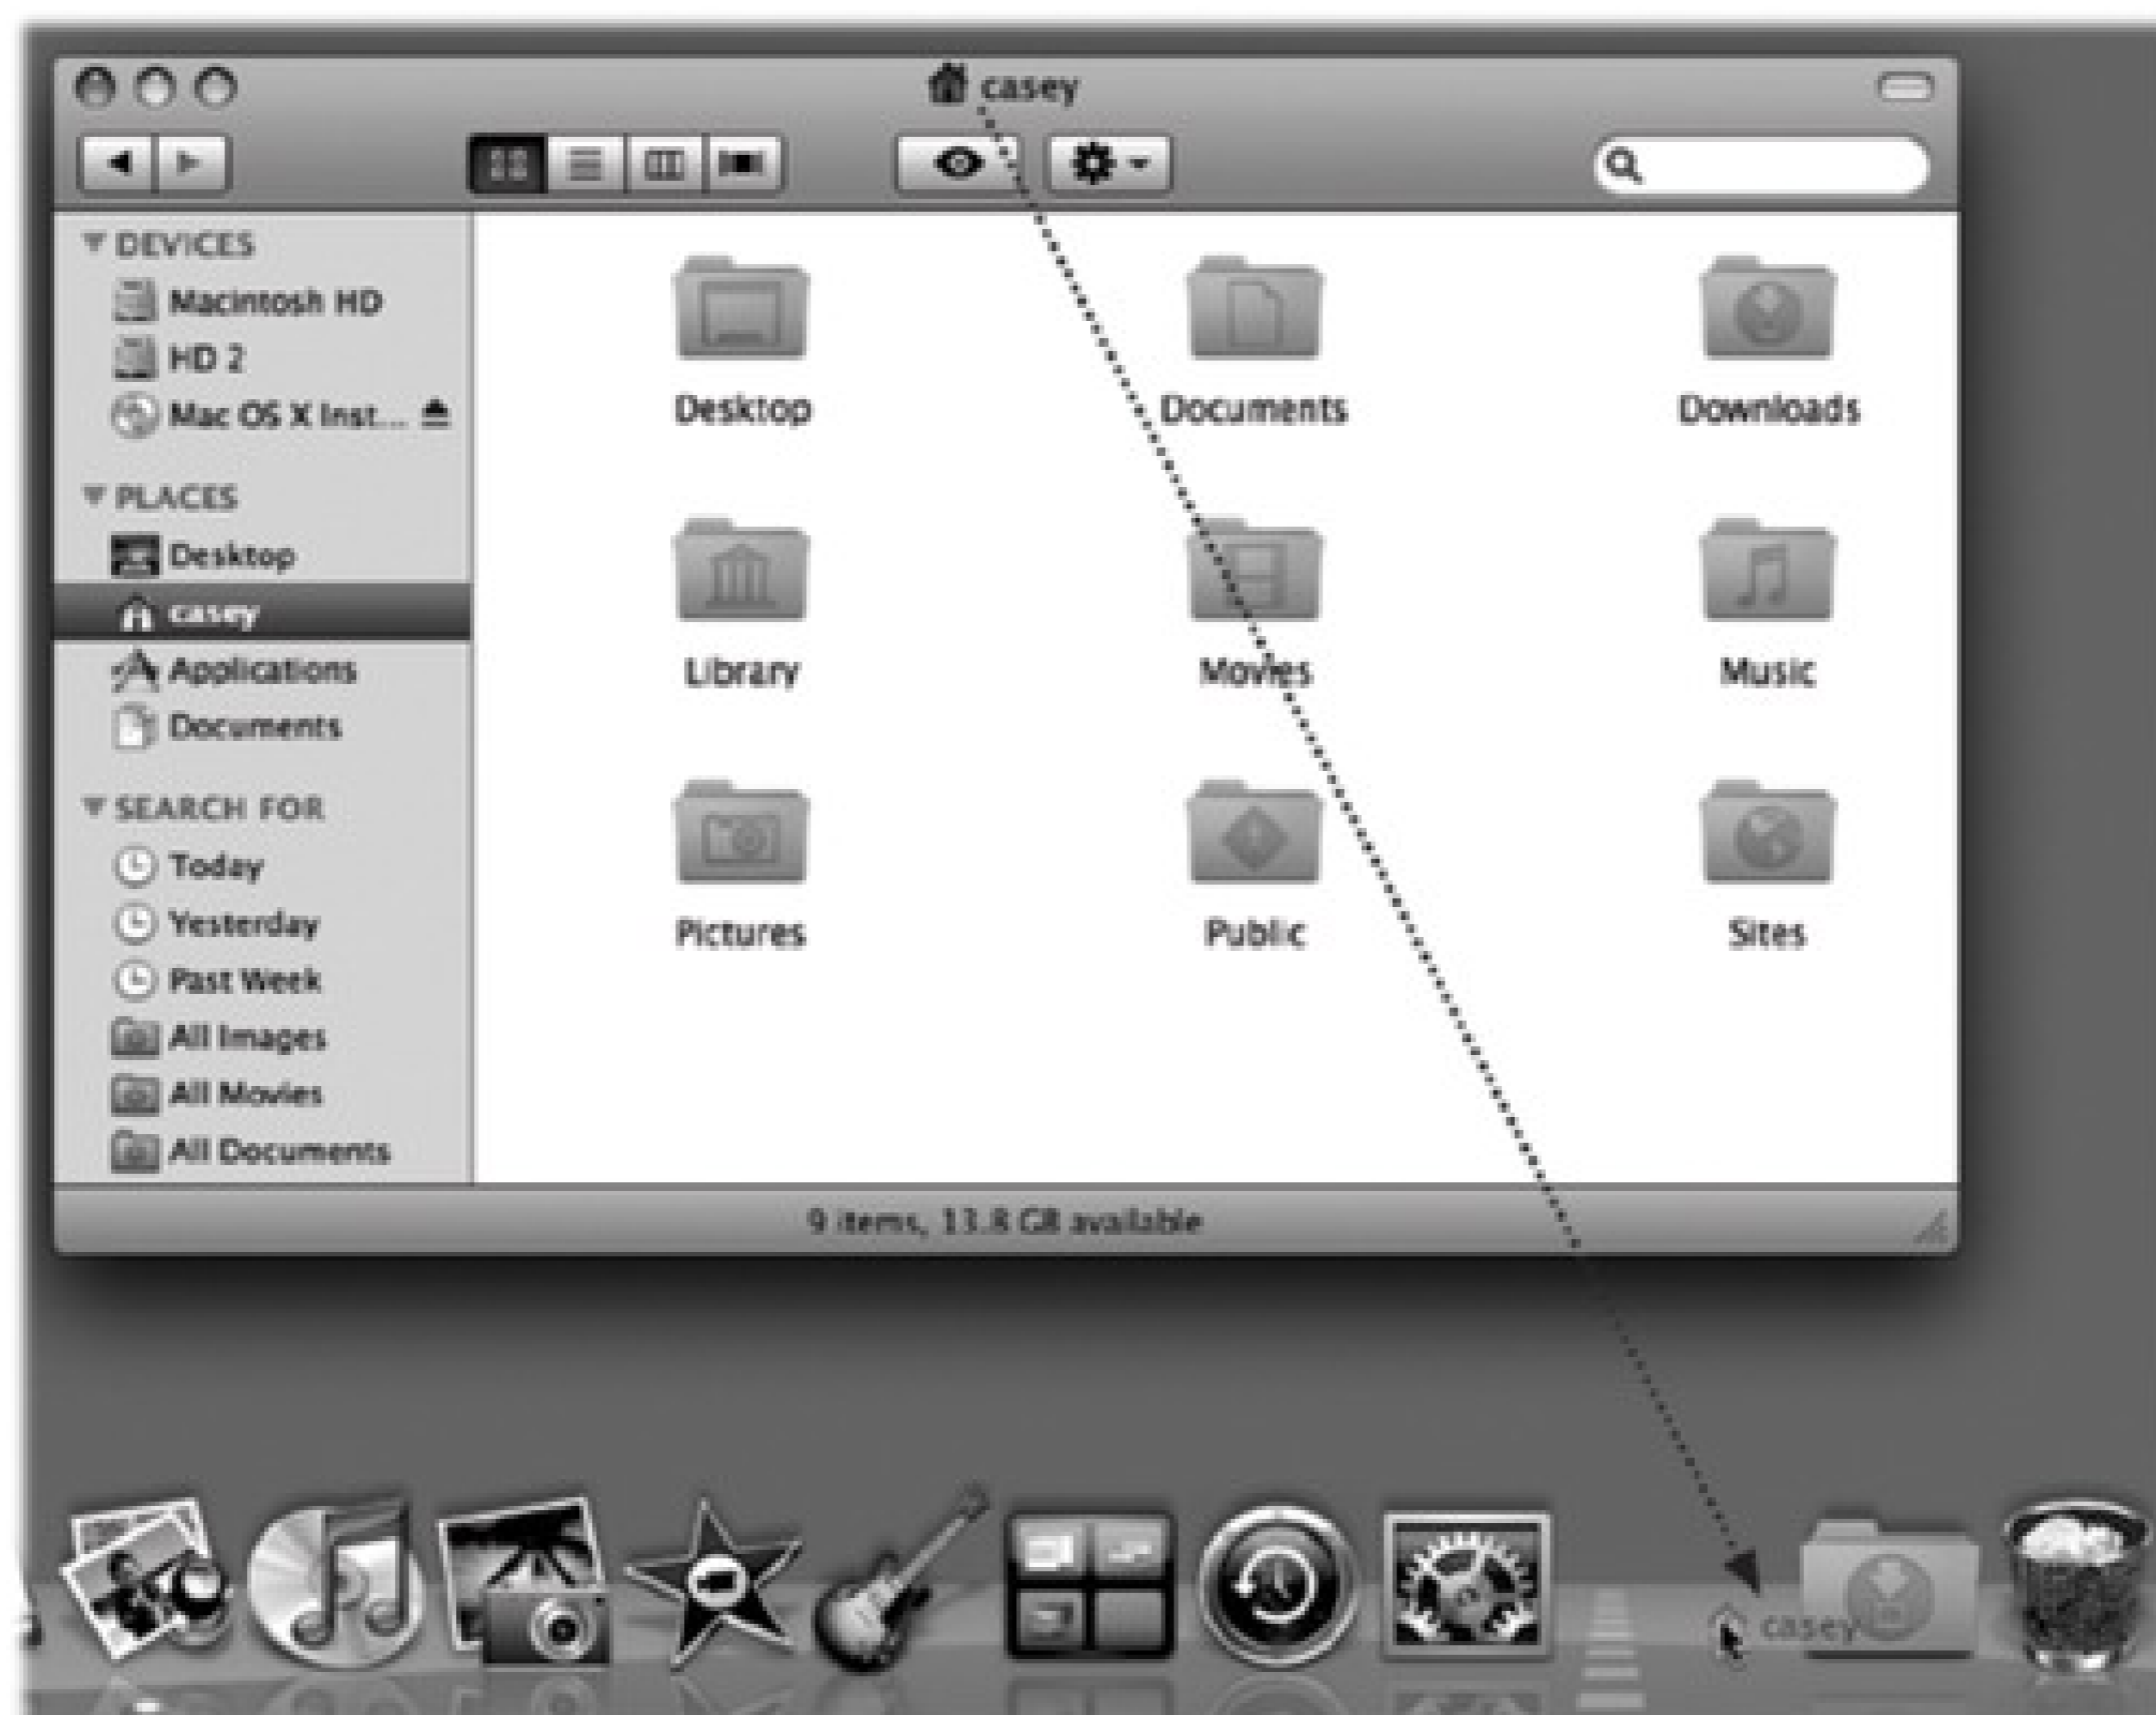 casey
DEVICES
Macintosh HD
HD 2
Mac OS X Inst...
PLACES
Desktop
casey
Applications
Documents
SEARCH FOR
Today
Yesterday
Past Week
All Images
All Movies
All Documents
Desktop Documents Downloads
Library Movies Music
Pictures Public Sites
9 items, 13.8 GB available
casey